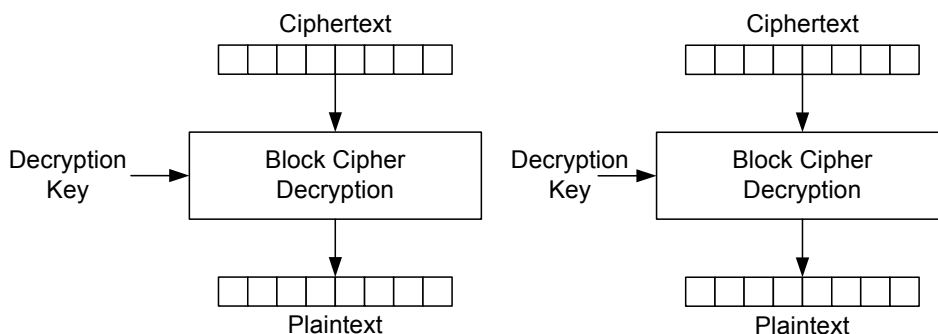 Ciphertext
Decryption
Key
Block Cipher
Decryption
Plaintext
Ciphertext
Decryption
Key
Block Cipher
Decryption
Plaintext